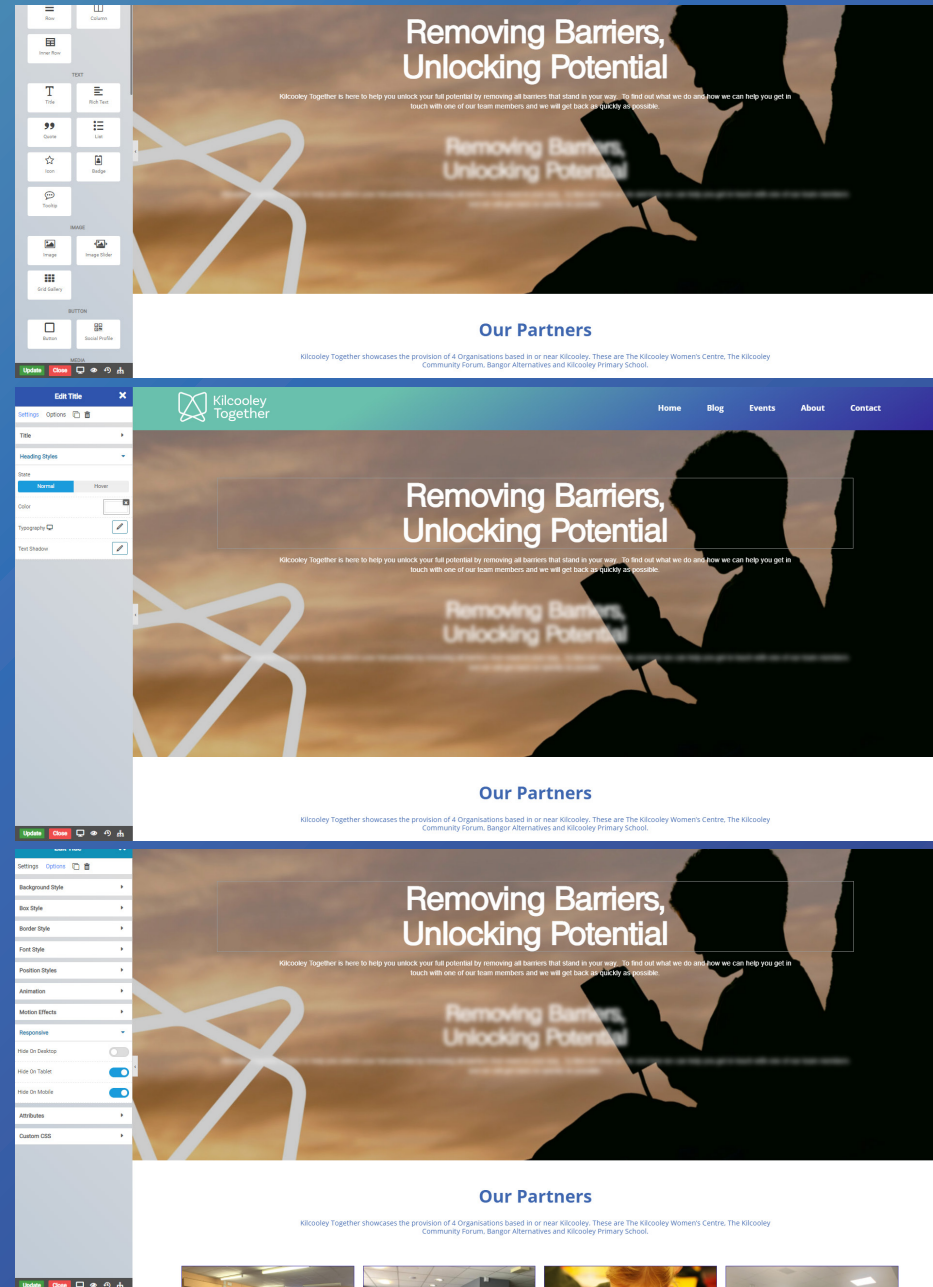 Row
Column
Inner Row
TEXT
Title
Rich Text
Quote
List
Icon
Badge
Tooltip
IMAGE
Image
Image Slider
Grid Gallery
BUTTON
Button
Social Profile
MEDIA
Update Close
Removing Barriers,
Unlocking Potential
Kilcooley Together is here to help you unlock your full potential by removing all barriers that stand in your way. To find out what we do and how we can help you get in
touch with one of our team members and we will get back as quickly as possible.
Removing Barriers,
Unlocking Potential
Our Partners
Kilcooley Together showcases the provision of 4 Organisations based in or near Kilcooley. These are The Kilcooley Women's Centre, The Kilcooley
Community Forum, Bangor Alternatives and Kilcooley Primary School.
Edit Title
Settings Options
Title
Heading Styles
State
Normal Hover
Color
Typography
Text Shadow
Update Close
Kilcooley
Together
Home Blog Events About Contact
Removing Barriers,
Unlocking Potential
Kilcooley Together is here to help you unlock your full potential by removing all barriers that stand in your way. To find out what we do and how we can help you get in
touch with one of our team members and we will get back as quickly as possible.
Removing Barriers,
Unlocking Potential
Our Partners
Kilcooley Together showcases the provision of 4 Organisations based in or near Kilcooley. These are The Kilcooley Women's Centre, The Kilcooley
Community Forum, Bangor Alternatives and Kilcooley Primary School.
Edit Title
Settings Options
Background Style
Box Style
Border Style
Font Style
Position Styles
Animation
Motion Effects
Responsive
Hide On Desktop
Hide On Tablet
Hide On Mobile
Attributes
Custom CSS
Update Close
Removing Barriers,
Unlocking Potential
Kilcooley Together is here to help you unlock your full potential by removing all barriers that stand in your way. To find out what we do and how we can help you get in
touch with one of our team members and we will get back as quickly as possible.
Removing Barriers,
Unlocking Potential
Our Partners
Kilcooley Together showcases the provision of 4 Organisations based in or near Kilcooley. These are The Kilcooley Women's Centre, The Kilcooley
Community Forum, Bangor Alternatives and Kilcooley Primary School.